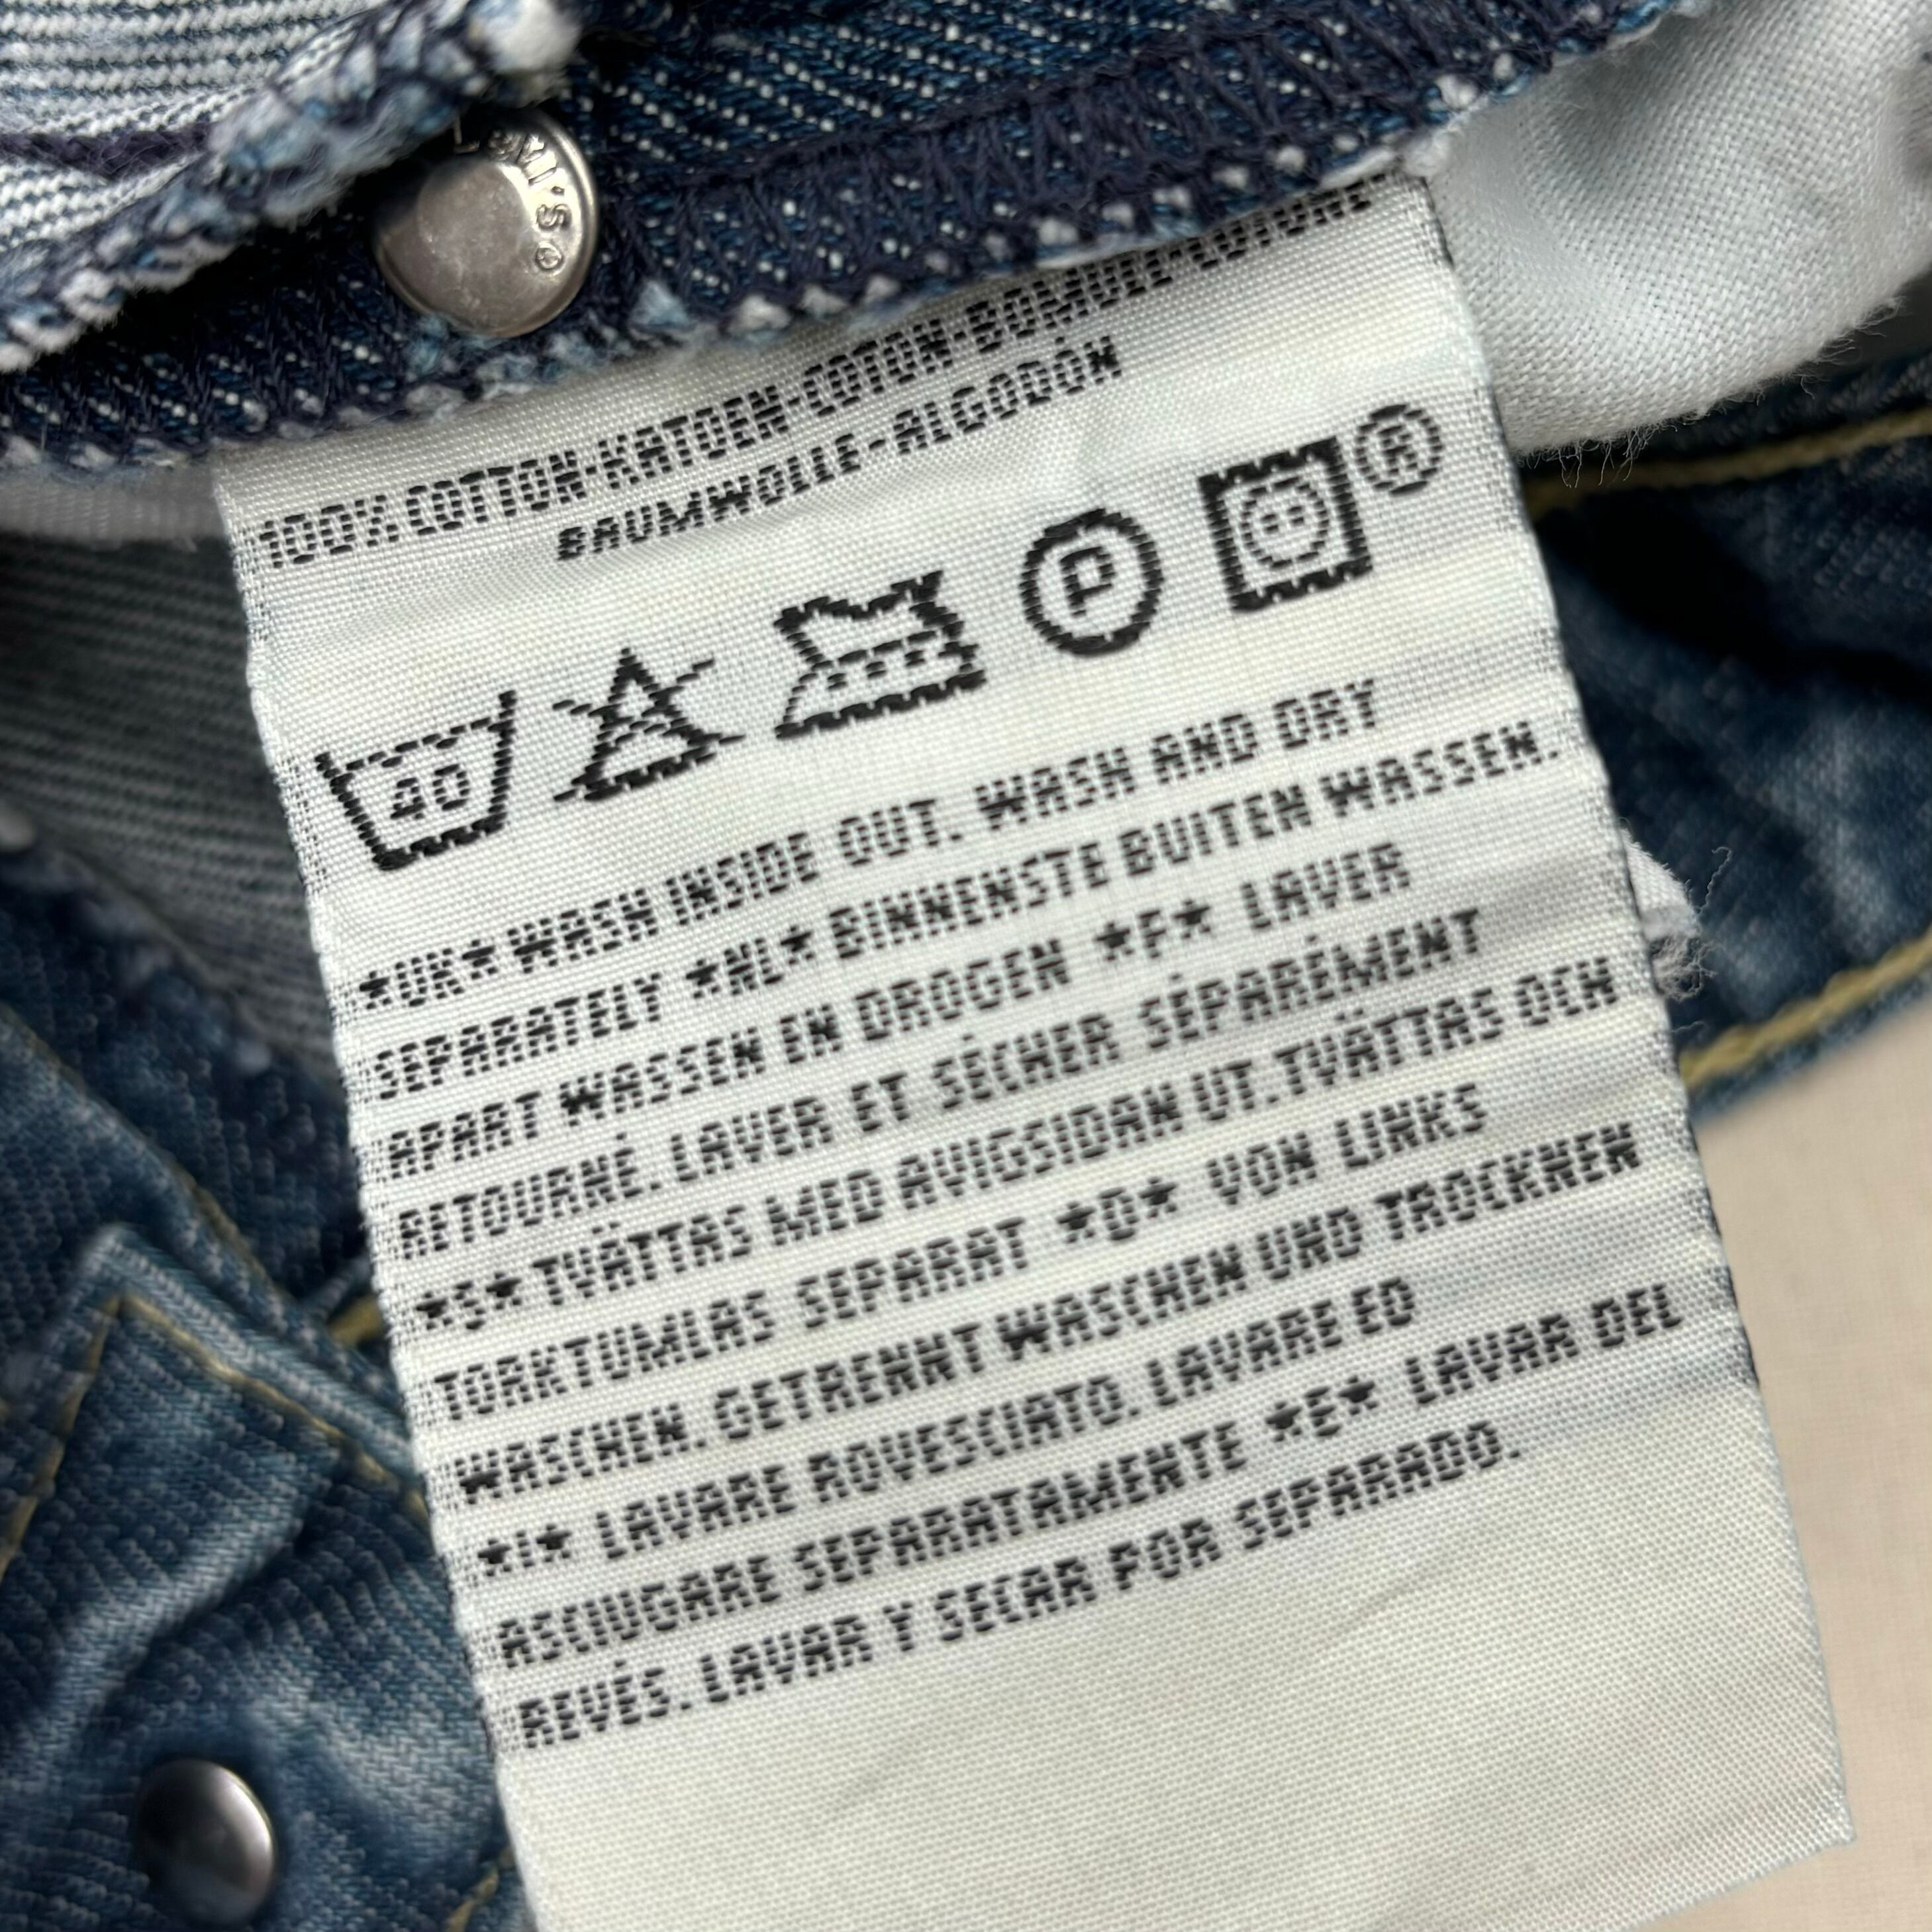 Levi's®
100% COTTON-KATOEN-COTON-BOMULL-COTONE
BAUMWOLLE-ALGODÓN
40 P ®
*UK* WASH INSIDE OUT. WASH AND DRY
SEPARATELY *NL* BINNENSTE BUITEN WASSEN.
APART WASSEN EN DROGEN *F* LAVER
RETOURNÉ. LAVER ET SÉCHER SÉPARÉMENT
*S* TVÄTTAS MED AVIGSIDAN UT. TVÄTTAS OCH
TORKTUMLAS SEPARAT *D* VON LINKS
WASCHEN. GETRENNT WASCHEN UND TROCKNEN
*I* LAVARE ROVESCIATO. LAVARE ED
ASCIUGARE SEPARATAMENTE *E* LAVAR DEL
REVÉS. LAVAR Y SECAR POR SEPARADO.